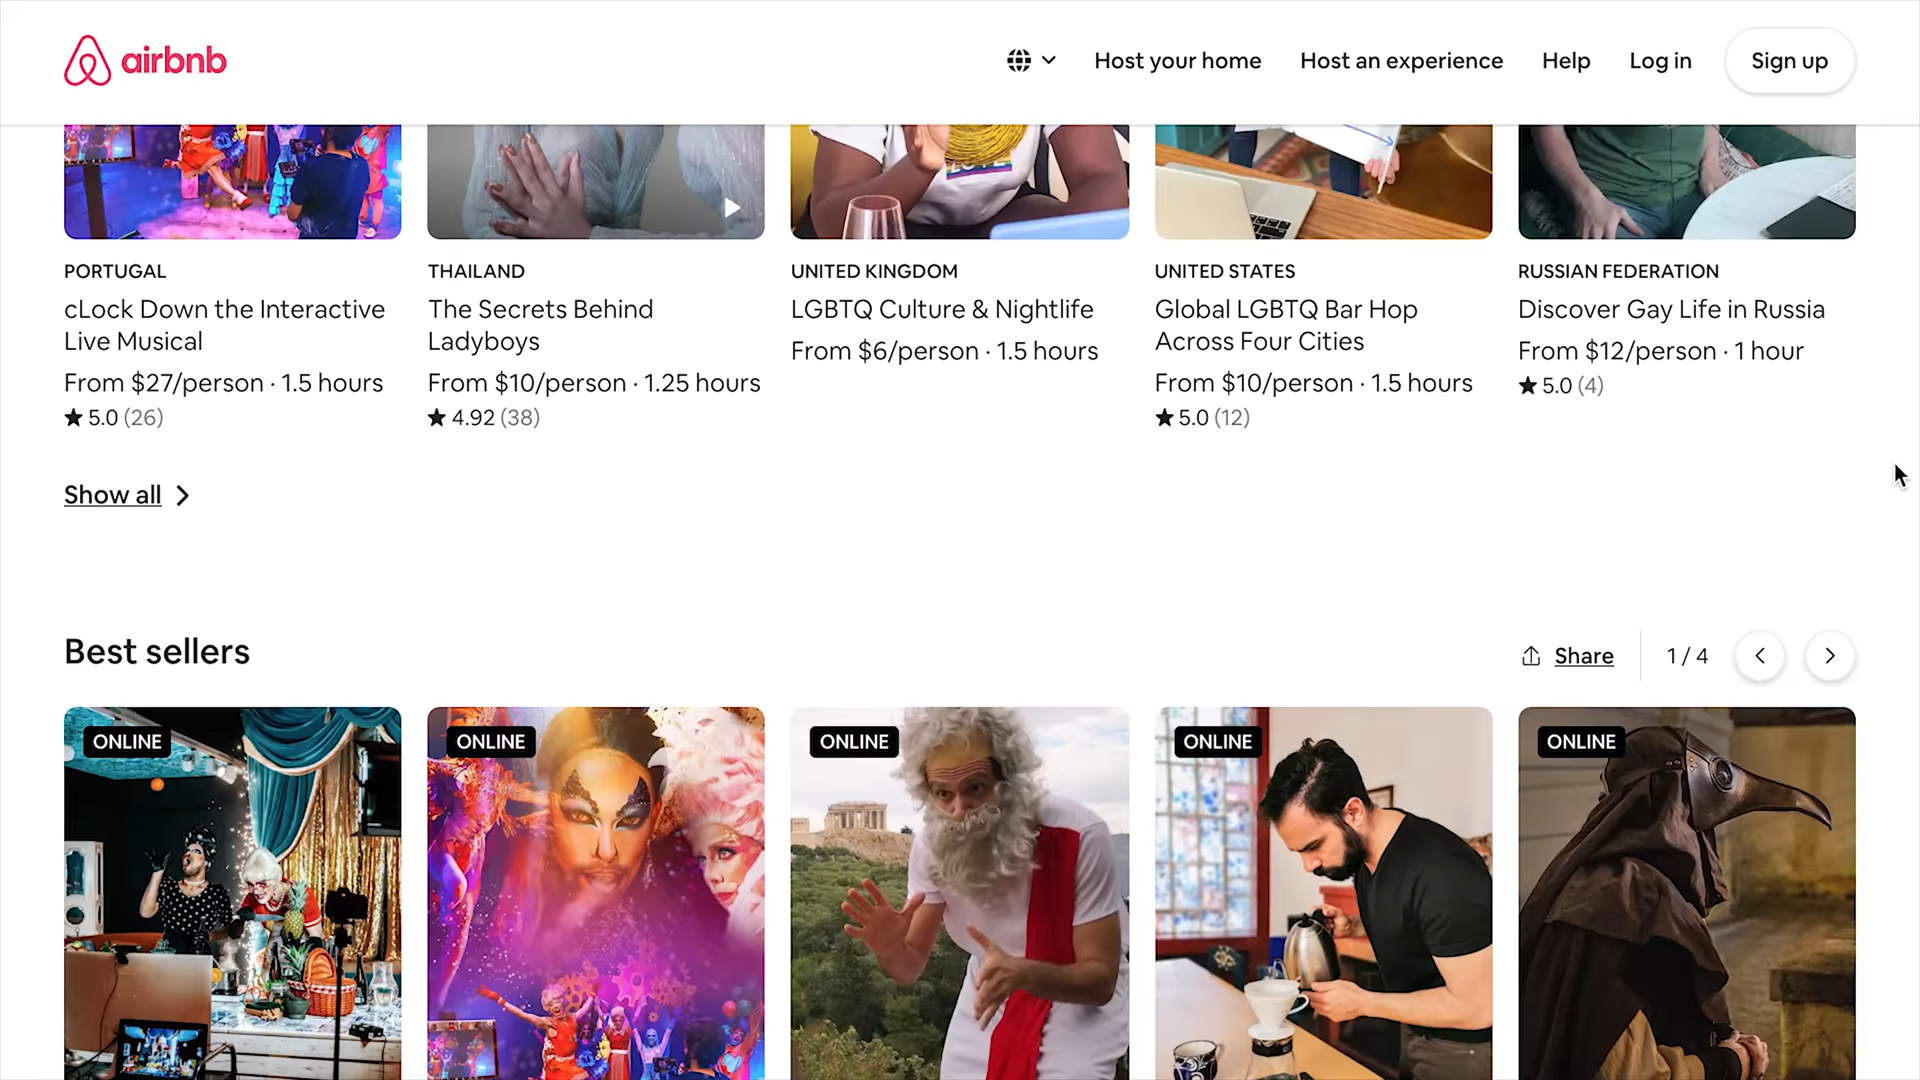 airbnb
Host your home
Host an experience
Help
Log in
Sign up
PORTUGAL
cLock Down the Interactive
Live Musical
From $27/person · 1.5 hours
★ 5.0 (26)
THAILAND
The Secrets Behind
Ladyboys
From $10/person · 1.25 hours
★ 4.92 (38)
UNITED KINGDOM
LGBTQ Culture & Nightlife
From $6/person · 1.5 hours
UNITED STATES
Global LGBTQ Bar Hop
Across Four Cities
From $10/person · 1.5 hours
★ 5.0 (12)
RUSSIAN FEDERATION
Discover Gay Life in Russia
From $12/person · 1 hour
★ 5.0 (4)
Show all
Best sellers
Share
1 / 4
ONLINE
ONLINE
ONLINE
ONLINE
ONLINE